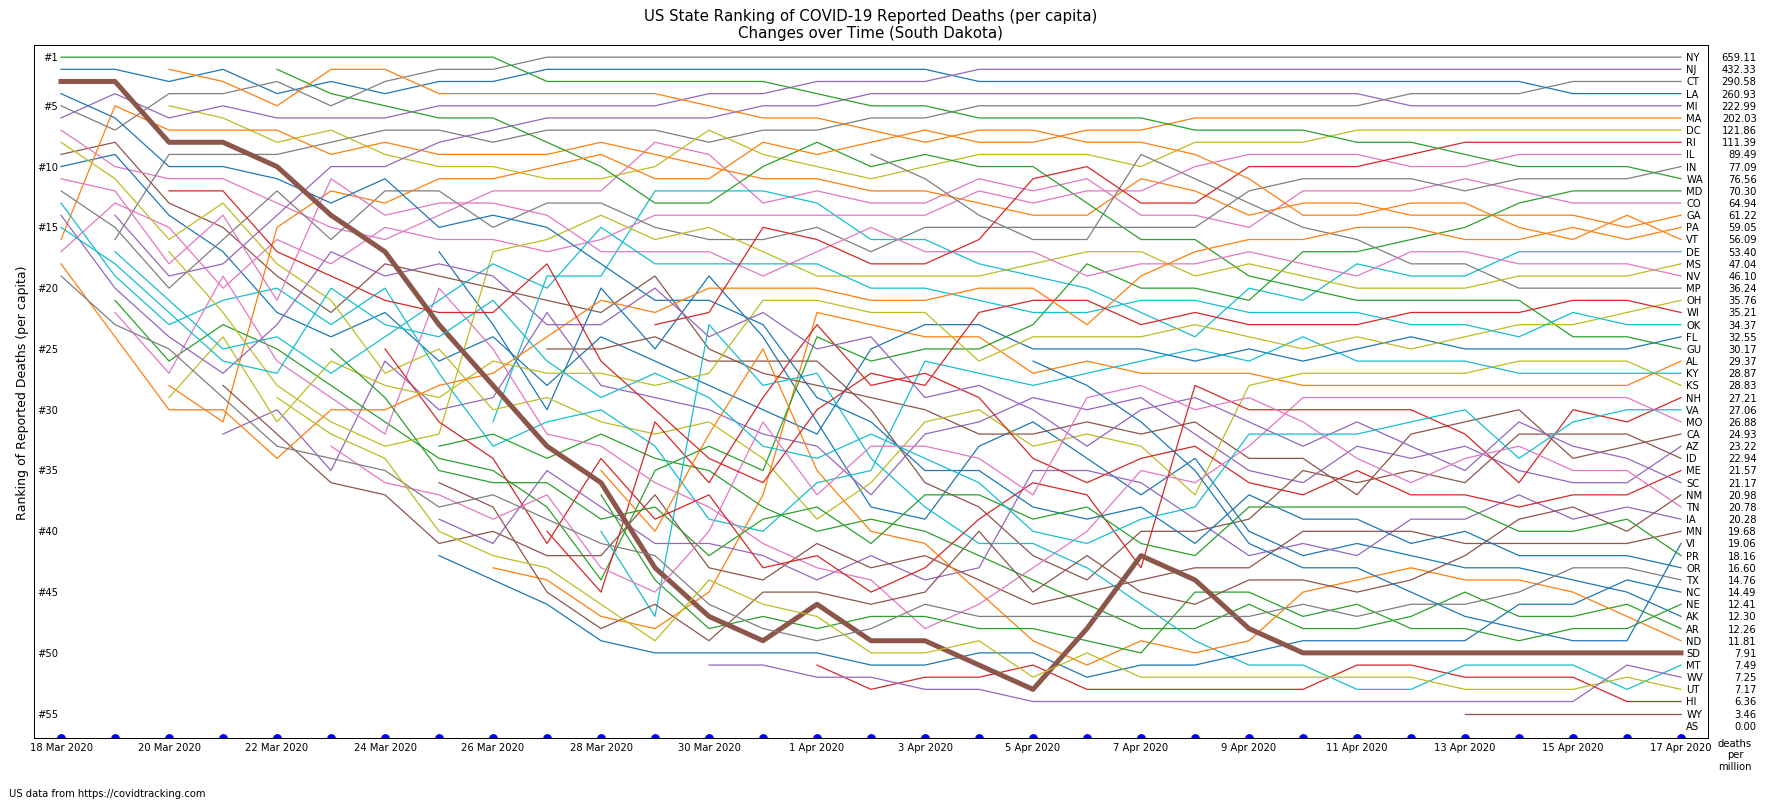 US State Ranking of COVID-19 Reported Deaths (per capita)
Changes over Time (South Dakota)
Ranking of Reported Deaths (per capita)
#1
#5
#10
#15
#20
#25
#30
#35
#40
#45
#50
#55
NY 659.11
NJ 432.33
CT 290.58
LA 260.93
MI 222.99
MA 202.03
DC 121.86
RI 111.39
IL 89.49
IN 77.09
WA 76.56
MD 70.30
CO 64.94
GA 61.22
PA 59.05
VT 56.09
DE 53.40
MS 47.04
NV 46.10
MP 36.24
OH 35.76
WI 35.21
OK 34.37
FL 32.55
GU 30.17
AL 29.37
KY 28.87
KS 28.83
NH 27.21
VA 27.06
MO 26.88
CA 24.93
AZ 23.22
ID 22.94
ME 21.57
SC 21.17
NM 20.98
TN 20.78
IA 20.28
MN 19.68
VI 19.06
PR 18.16
OR 16.60
TX 14.76
NC 14.49
NE 12.41
AK 12.30
AR 12.26
ND 11.81
SD 7.91
MT 7.49
WV 7.25
UT 7.17
HI 6.36
WY 3.46
AS 0.00
18 Mar 2020 20 Mar 2020 22 Mar 2020 24 Mar 2020 26 Mar 2020 28 Mar 2020 30 Mar 2020 1 Apr 2020 3 Apr 2020 5 Apr 2020 7 Apr 2020 9 Apr 2020 11 Apr 2020 13 Apr 2020 15 Apr 2020 17 Apr 2020
deaths
per
million
US data from https://covidtracking.com